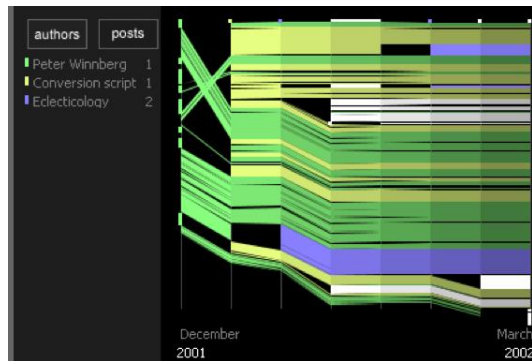 authors posts
Peter Winnberg 1
Conversion script 1
Eclecticology 2
December March
2001 2002